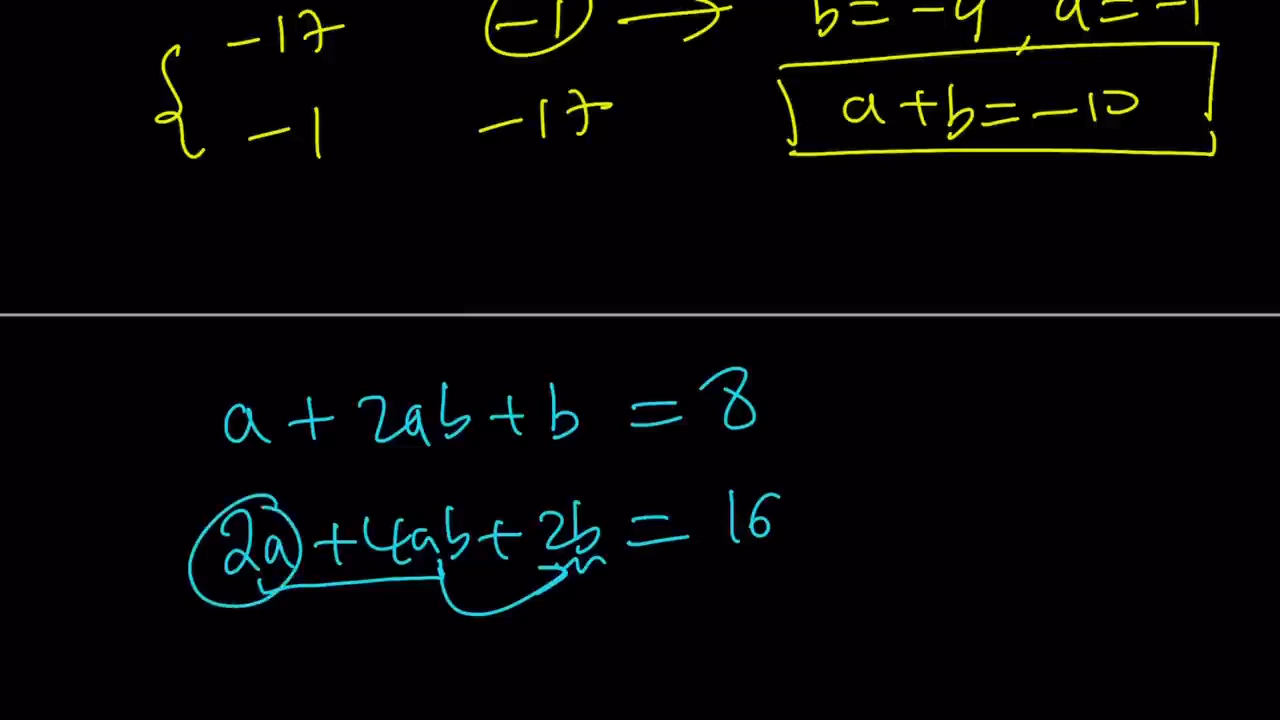 -17 -1 → b = -9, a = -1
-1 -17 a + b = -10
a + 2ab + b = 8
2a + 4ab + 2b = 16